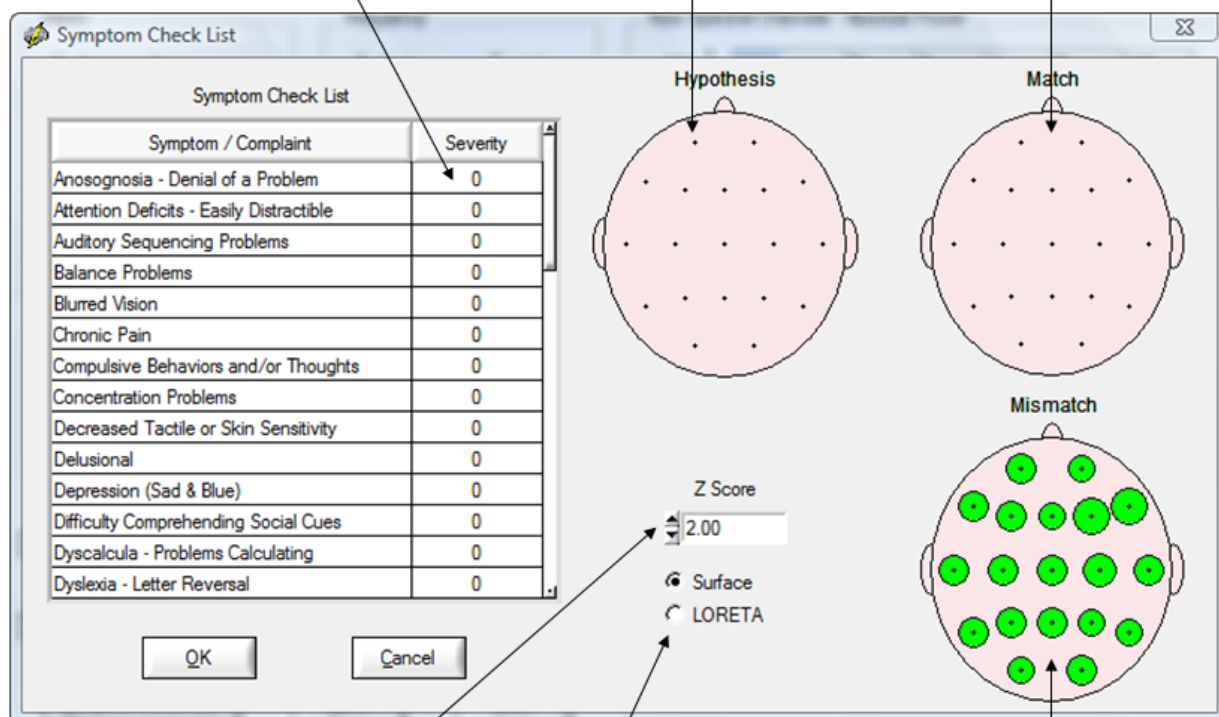 Symptom Check List
Symptom Check List
Symptom / Complaint Severity
Anosognosia - Denial of a Problem 0
Attention Deficits - Easily Distractible 0
Auditory Sequencing Problems 0
Balance Problems 0
Blurred Vision 0
Chronic Pain 0
Compulsive Behaviors and/or Thoughts 0
Concentration Problems 0
Decreased Tactile or Skin Sensitivity 0
Delusional 0
Depression (Sad & Blue) 0
Difficulty Comprehending Social Cues 0
Dyscalcula - Problems Calculating 0
Dyslexia - Letter Reversal 0
OK
Cancel
Hypothesis
Match
Mismatch
Z Score
2.00
Surface
LORETA